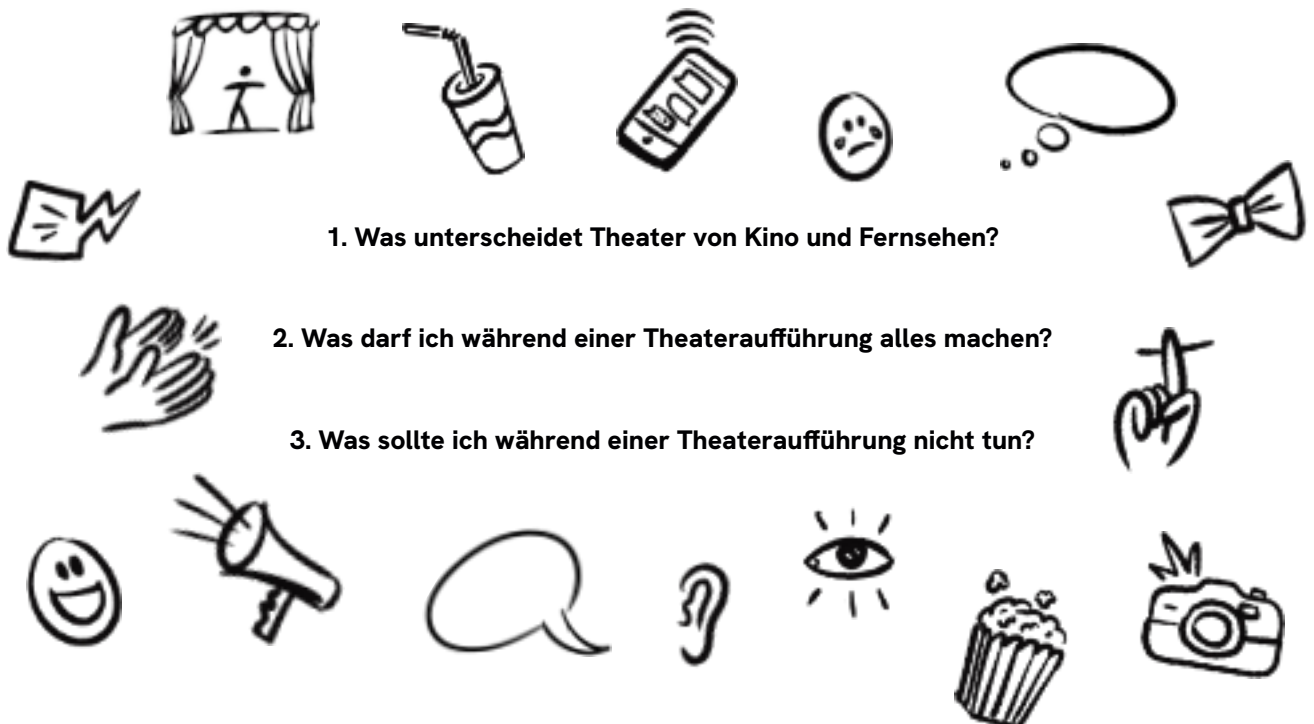 1. Was unterscheidet Theater von Kino und Fernsehen?
2. Was darf ich während einer Theateraufführung alles machen?
3. Was sollte ich während einer Theateraufführung nicht tun?